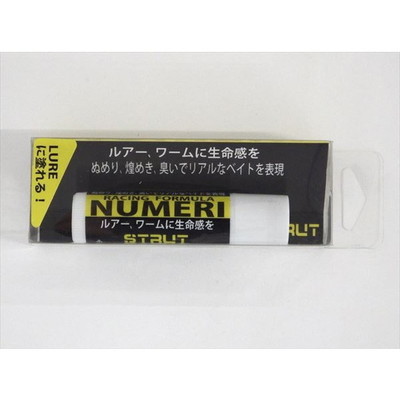 LURE
に塗れる！
ルアー、ワームに生命感を
ぬめり、煌めき、臭いでリアルなベイトを表現
RACING FORMULA
NUMERI
ルアー、ワームに生命感を
STRUT